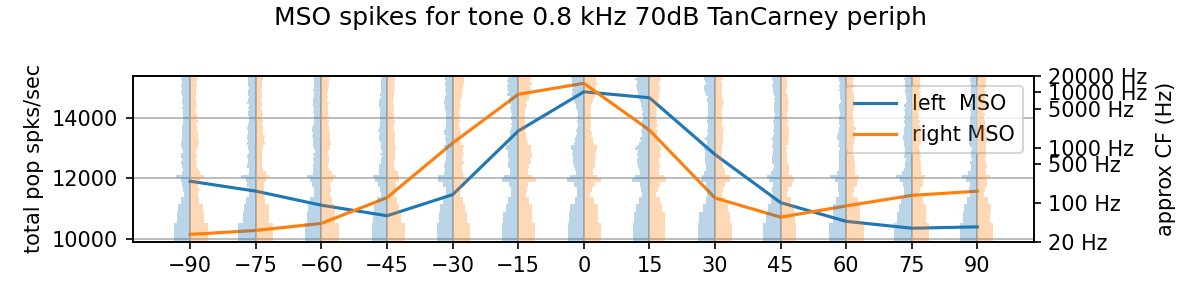 MSO spikes for tone 0.8 kHz 70dB TanCarney periph
total pop spks/sec
14000
12000
10000
left  MSO
right MSO
20000 Hz
10000 Hz
5000 Hz
1000 Hz
500 Hz
100 Hz
20 Hz
approx CF (Hz)
−90 −75 −60 −45 −30 −15 0 15 30 45 60 75 90